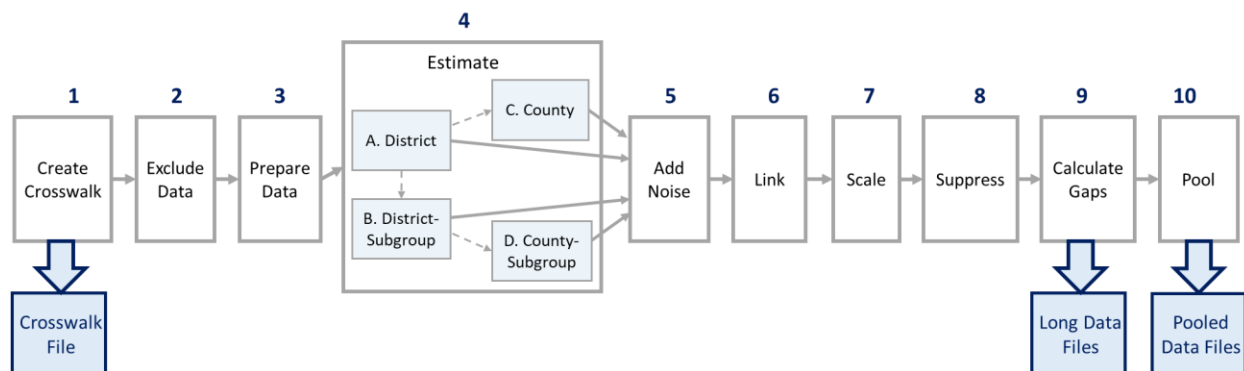 4
Estimate
1
2
3
5
6
7
8
9
10
C. County
A. District
Create
Crosswalk
Exclude
Data
Prepare
Data
Add
Noise
Link
Scale
Suppress
Calculate
Gaps
Pool
B. District-
Subgroup
D. County-
Subgroup
Crosswalk
File
Long Data
Files
Pooled
Data Files